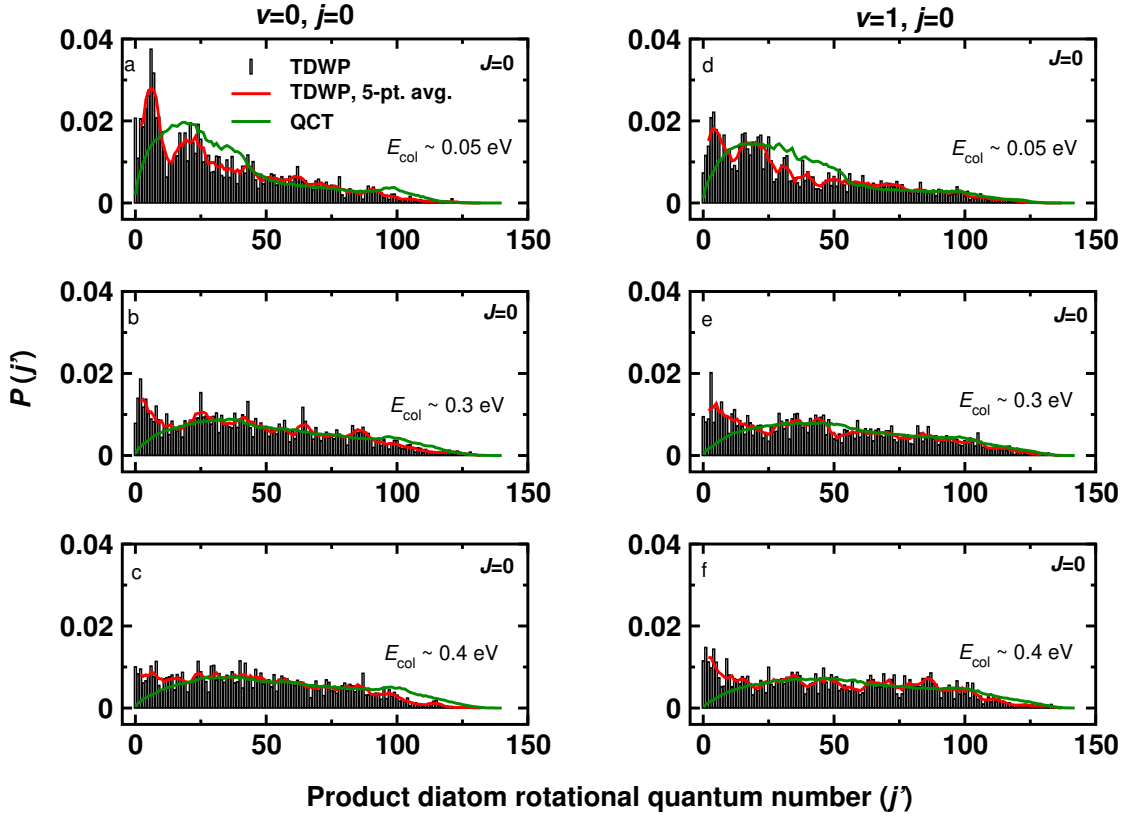 v=0, j=0
v=1, j=0
a
J=0
TDWP
TDWP, 5-pt. avg.
QCT
E_col ~ 0.05 eV
0.04
0.02
0
0 50 100 150
d
J=0
E_col ~ 0.05 eV
0.04
0.02
0
0 50 100 150
b
J=0
E_col ~ 0.3 eV
0.04
0.02
0
0 50 100 150
e
J=0
E_col ~ 0.3 eV
0.04
0.02
0
0 50 100 150
c
J=0
E_col ~ 0.4 eV
0.04
0.02
0
0 50 100 150
f
J=0
E_col ~ 0.4 eV
0.04
0.02
0
0 50 100 150
P(j')
Product diatom rotational quantum number (j')